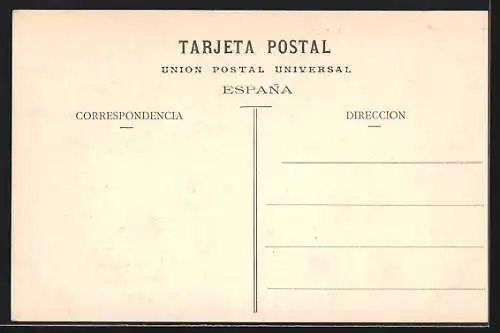 TARJETA POSTAL
UNION POSTAL UNIVERSAL
ESPAÑA
CORRESPONDENCIA
DIRECCION